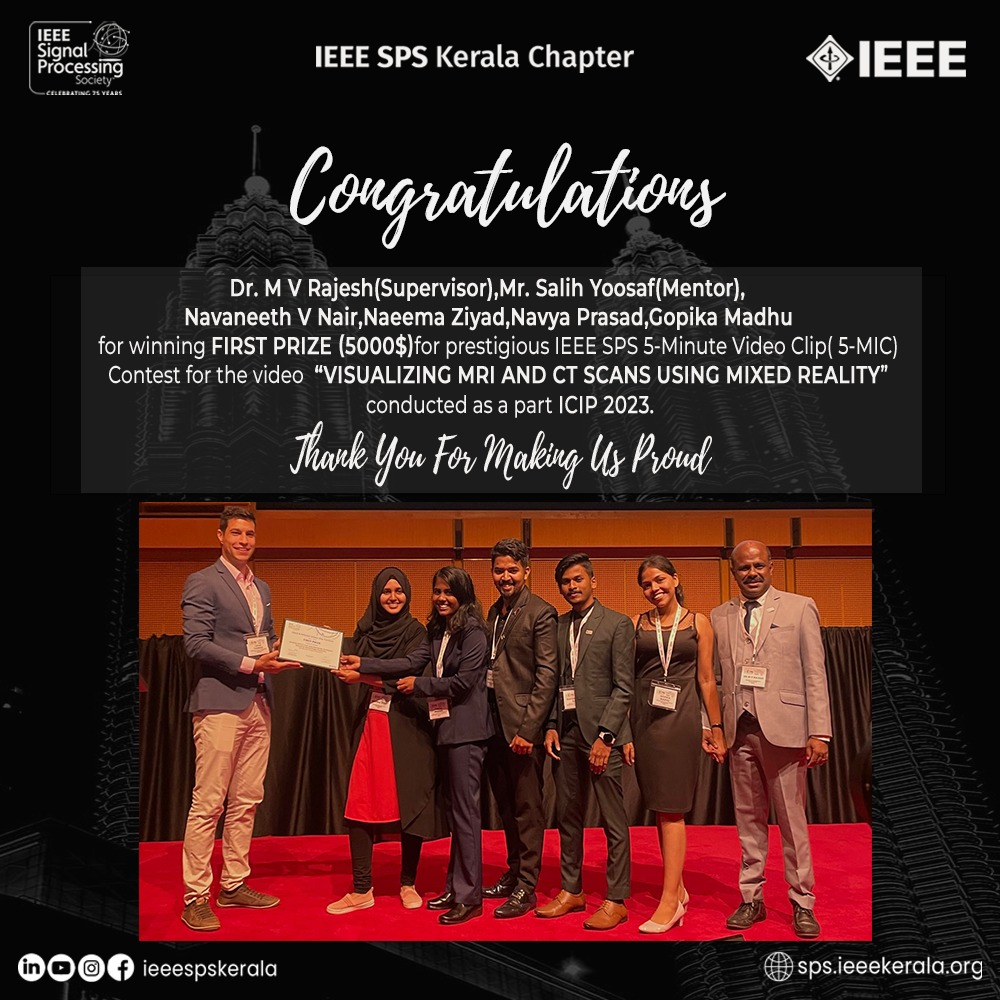 IEEE
Signal
Processing
Society
CELEBRATING 75 YEARS
IEEE SPS Kerala Chapter
IEEE
Congratulations
Dr. M V Rajesh(Supervisor),Mr. Salih Yoosaf(Mentor),
Navaneeth V Nair,Naeema Ziyad,Navya Prasad,Gopika Madhu
for winning FIRST PRIZE (5000$)for prestigious IEEE SPS 5-Minute Video Clip( 5-MIC)
Contest for the video “VISUALIZING MRI AND CT SCANS USING MIXED REALITY”
conducted as a part ICIP 2023.
Thank You For Making Us Proud
in
ieeespskerala
sps.ieeekerala.org